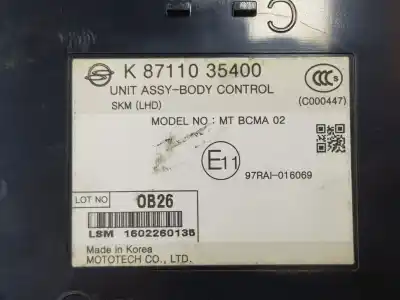 K 87110 35400
UNIT ASSY-BODY CONTROL
SKM (LHD)
CCC S
(C000447)
MODEL NO : MT BCMA 02
E11
97RAI-016069
LOT NO 0B26
LSM 1602260135
Made in Korea
MOTOTECH CO., LTD.